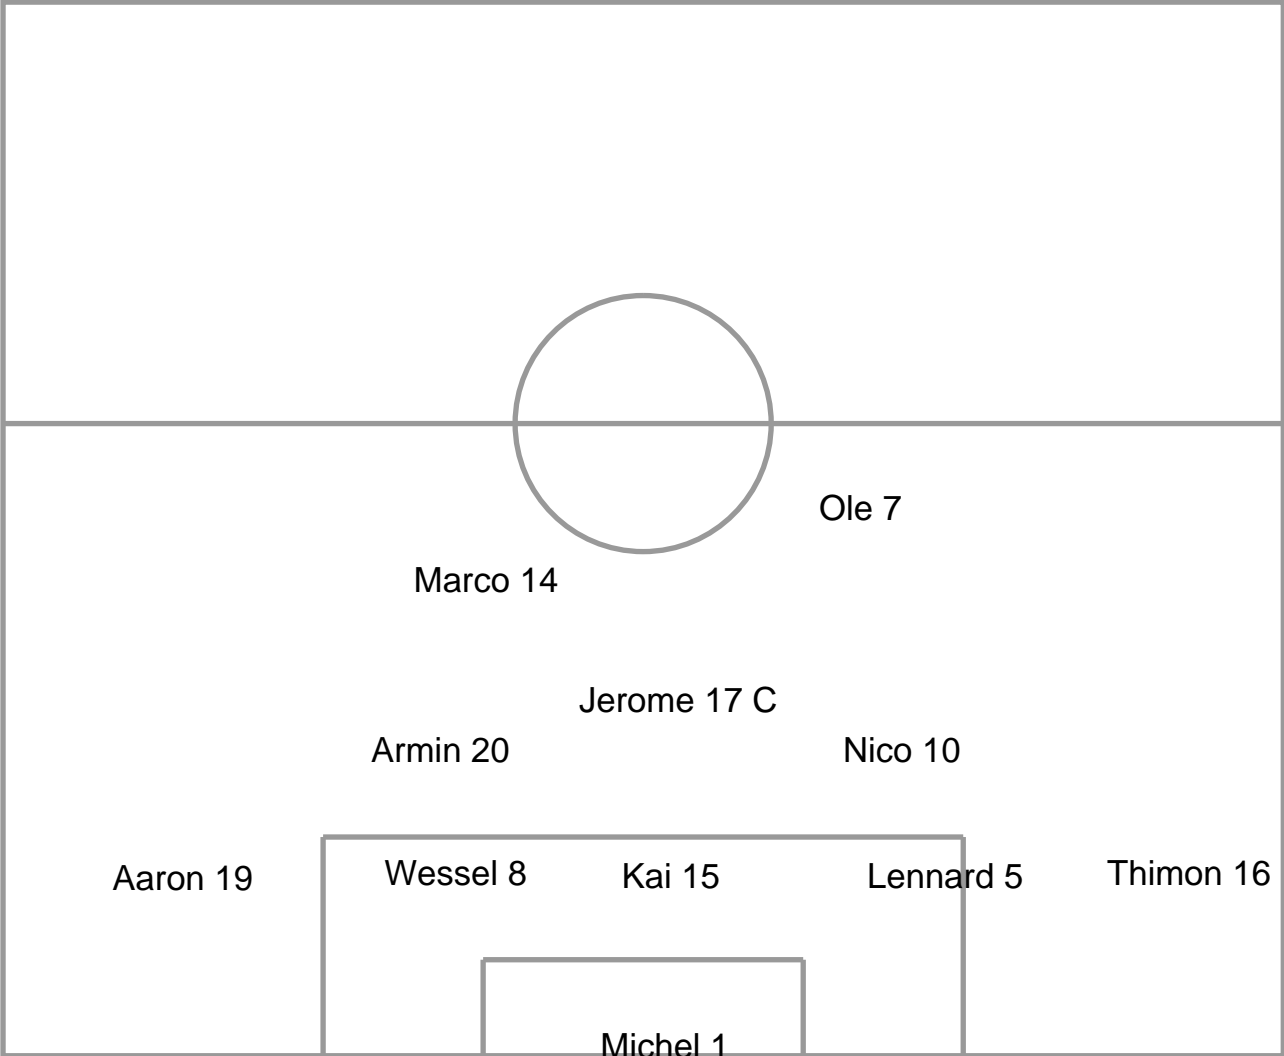 Ole 7
Marco 14
Jerome 17 C
Armin 20
Nico 10
Aaron 19
Wessel 8
Kai 15
Lennard 5
Thimon 16
Michel 1